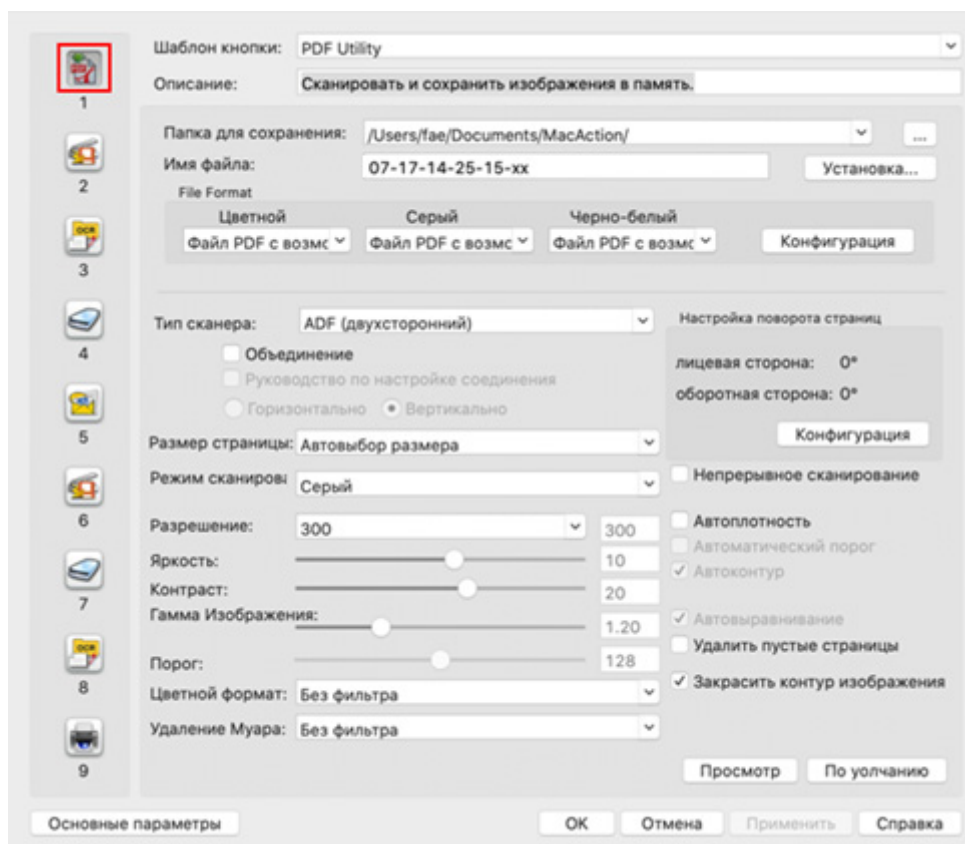 Шаблон кнопки: PDF Utility
Описание: Сканировать и сохранить изображения в память.
1
Папка для сохранения: /Users/fae/Documents/MacAction/ ...
Имя файла: 07-17-14-25-15-xx Установка...
2
File Format
Цветной Серый Черно-белый
Файл PDF с возмс Файл PDF с возмс Файл PDF с возмс Конфигурация
OCR
3
Тип сканера: ADF (двухсторонний) Настройка поворота страниц
4
Объединение
лицевая сторона: 0°
Руководство по настройке соединения
оборотная сторона: 0°
Горизонтально Вертикально
5
Конфигурация
Размер страницы: Автовыбор размера
Режим сканирова Серый Непрерывное сканирование
6
Разрешение: 300 300 Автоплотность
Автоматический порог
Яркость: 10
Автоконтур
Контраст: 20
7
Гамма Изображения: 1.20 Автовыравнивание
Удалить пустые страницы
OCR
Порог: 128
8
Цветной формат: Без фильтра Закрасить контур изображения
Удаление Муара: Без фильтра
9
Просмотр По уолчанию
Основные параметры OK Отмена Применить Справка